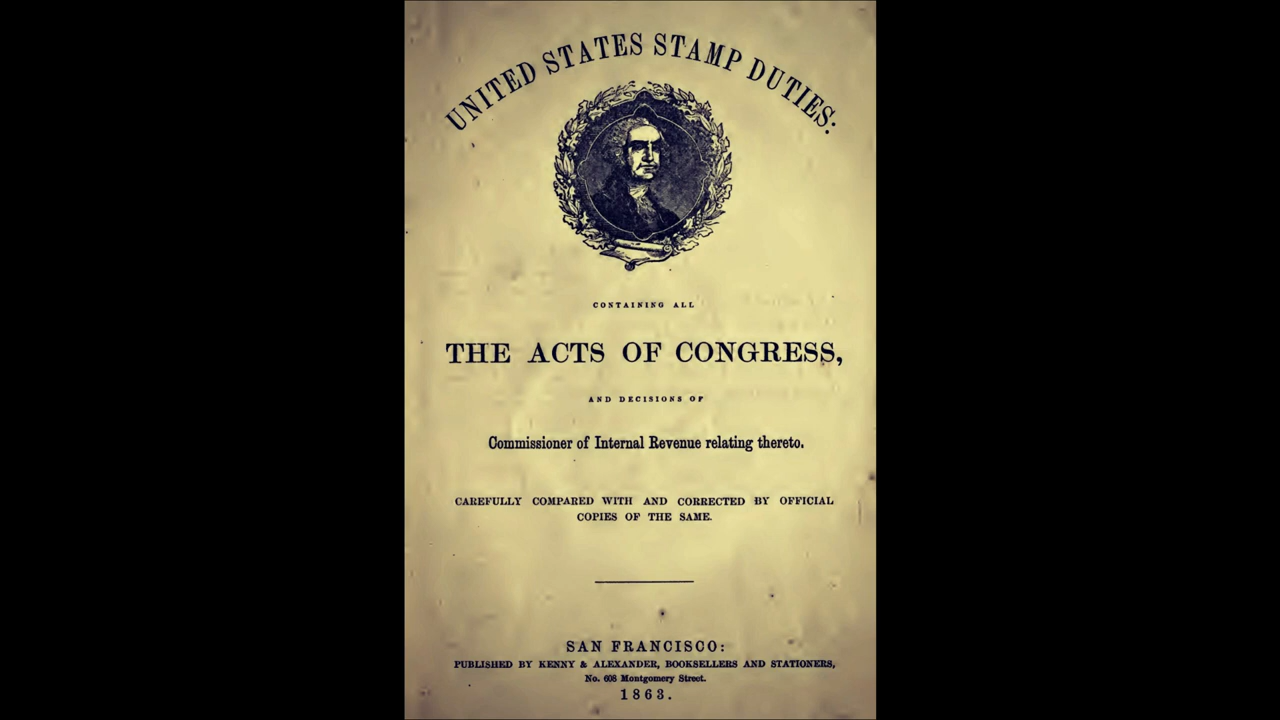 UNITED STATES STAMP DUTIES:
CONTAINING ALL
THE ACTS OF CONGRESS,
AND DECISIONS OF
Commissioner of Internal Revenue relating thereto.
CAREFULLY COMPARED WITH AND CORRECTED BY OFFICIAL
COPIES OF THE SAME.
SAN FRANCISCO:
PUBLISHED BY KENNY & ALEXANDER, BOOKSELLERS AND STATIONERS,
No. 608 Montgomery Street.
1863.